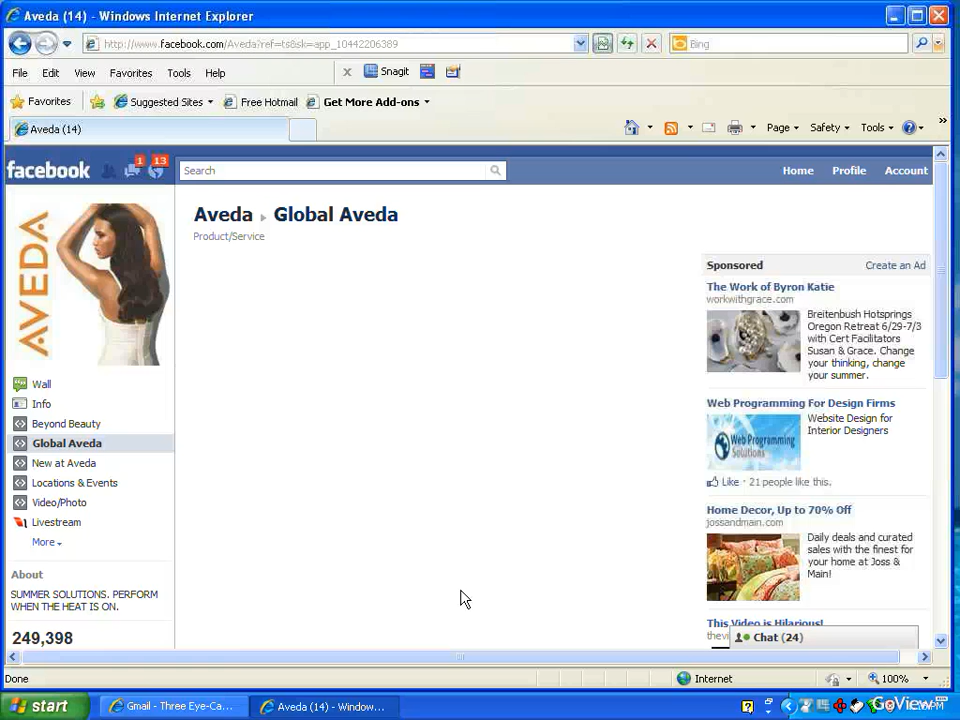 Aveda (14) - Windows Internet Explorer
http://www.facebook.com/Aveda?ref=ts&sk=app_10442206389
Bing
File Edit View Favorites Tools Help
x Snagit
Favorites Suggested Sites Free Hotmail Get More Add-ons
Aveda (14)
Page Safety Tools
facebook 1 13 Search Home Profile Account
AVEDA
Aveda Global Aveda
Product/Service
Wall
Info
Beyond Beauty
Global Aveda
New at Aveda
Locations & Events
Video/Photo
Livestream
More
About
SUMMER SOLUTIONS. PERFORM
WHEN THE HEAT IS ON.
249,398
Sponsored Create an Ad
The Work of Byron Katie
workwithgrace.com
Breitenbush Hotsprings
Oregon Retreat 6/29-7/3
with Cert Facilitators
Susan & Grace. Change
your thinking, change
your summer.
Web Programming For Design Firms
Web Programming
Solutions
Website Design for
Interior Designers
Like · 21 people like this.
Home Decor, Up to 70% Off
jossandmain.com
Daily deals and curated
sales with the finest for
your home at Joss &
Main!
This Video is Hilarious!
Chat (24)
Done Internet 100%
start Gmail - Three Eye-Ca... Aveda (14) - Window... GoView